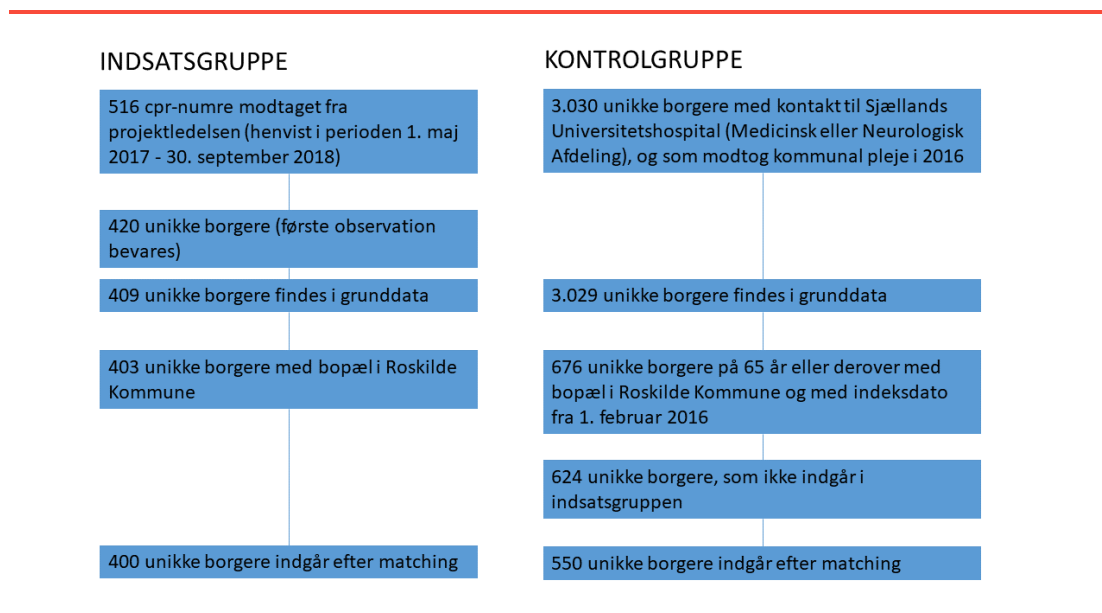 INDSATSGRUPPE
516 cpr-numre modtaget fra
projektledelsen (henvist i perioden 1. maj
2017 - 30. september 2018)
420 unikke borgere (første observation
bevares)
409 unikke borgere findes i grunddata
403 unikke borgere med bopæl i Roskilde
Kommune
400 unikke borgere indgår efter matching
KONTROLGRUPPE
3.030 unikke borgere med kontakt til Sjællands
Universitetshospital (Medicinsk eller Neurologisk
Afdeling), og som modtog kommunal pleje i 2016
3.029 unikke borgere findes i grunddata
676 unikke borgere på 65 år eller derover med
bopæl i Roskilde Kommune og med indeksdato
fra 1. februar 2016
624 unikke borgere, som ikke indgår i
indsatsgruppen
550 unikke borgere indgår efter matching